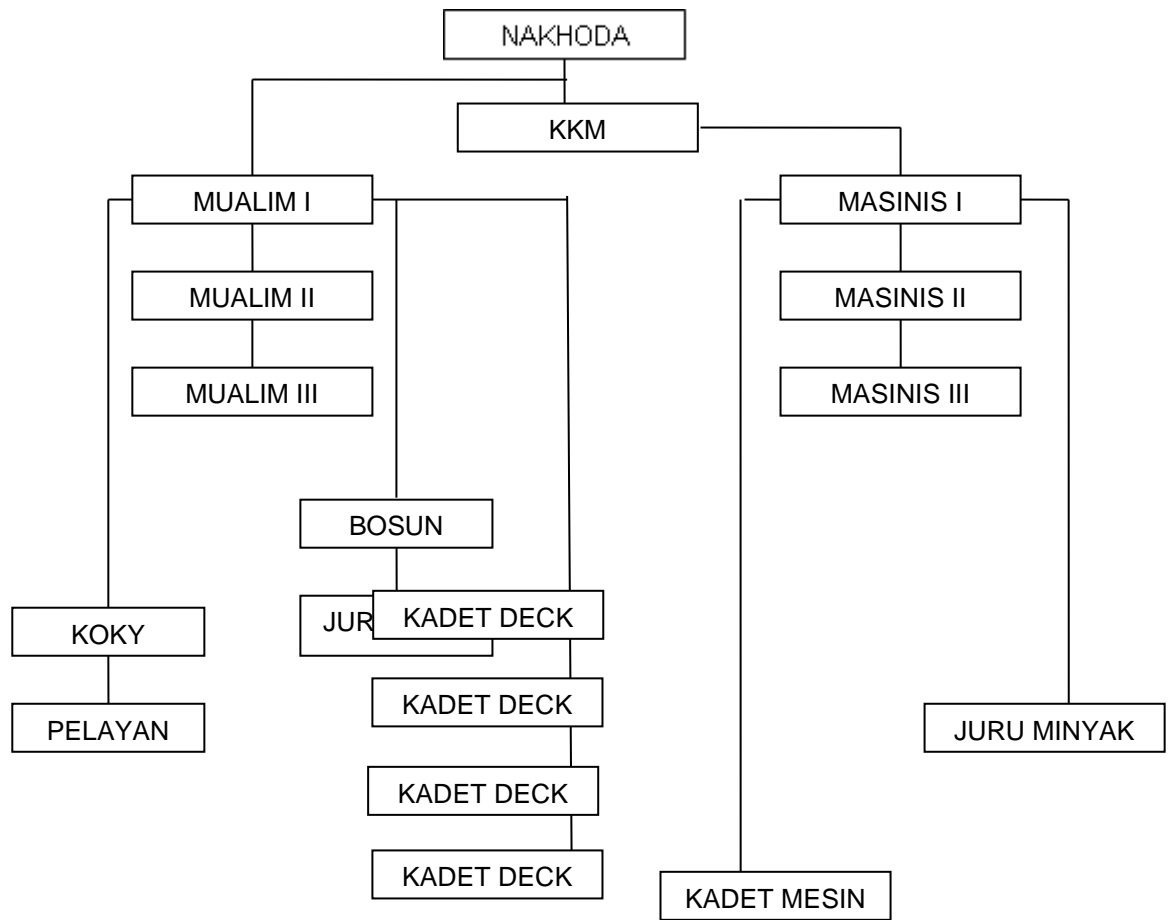 NAKHODA
KKM
MUALIM I
MASINIS I
MUALIM II
MASINIS II
MUALIM III
MASINIS III
BOSUN
KADET DECK
KOKY
KADET DECK
PELAYAN
JURU MINYAK
KADET DECK
KADET DECK
KADET MESIN